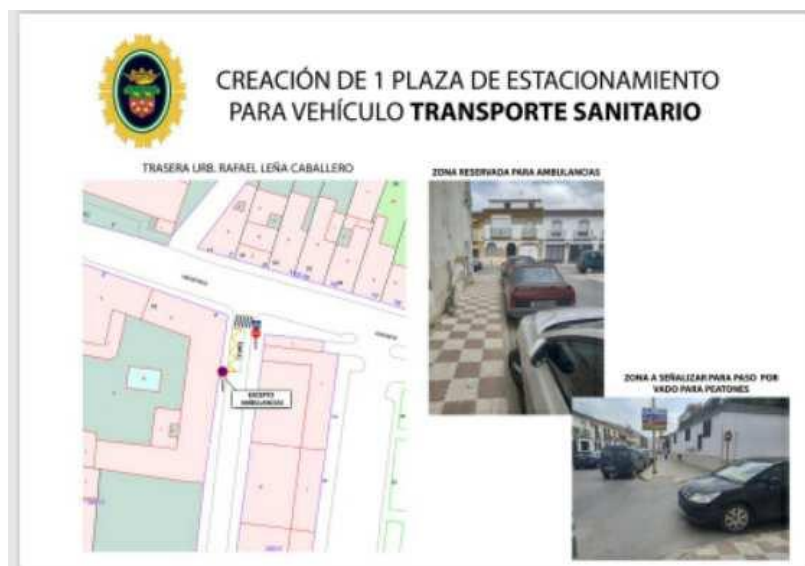 CREACIÓN DE 1 PLAZA DE ESTACIONAMIENTO
PARA VEHÍCULO TRANSPORTE SANITARIO
TRASERA URB. RAFAEL LEÑA CABALLERO
ZONA RESERVADA PARA AMBULANCIAS
EXCEPTO
AMBULANCIAS
ZONA A SEÑALIZAR PARA PASO POR
VADO PARA PEATONES